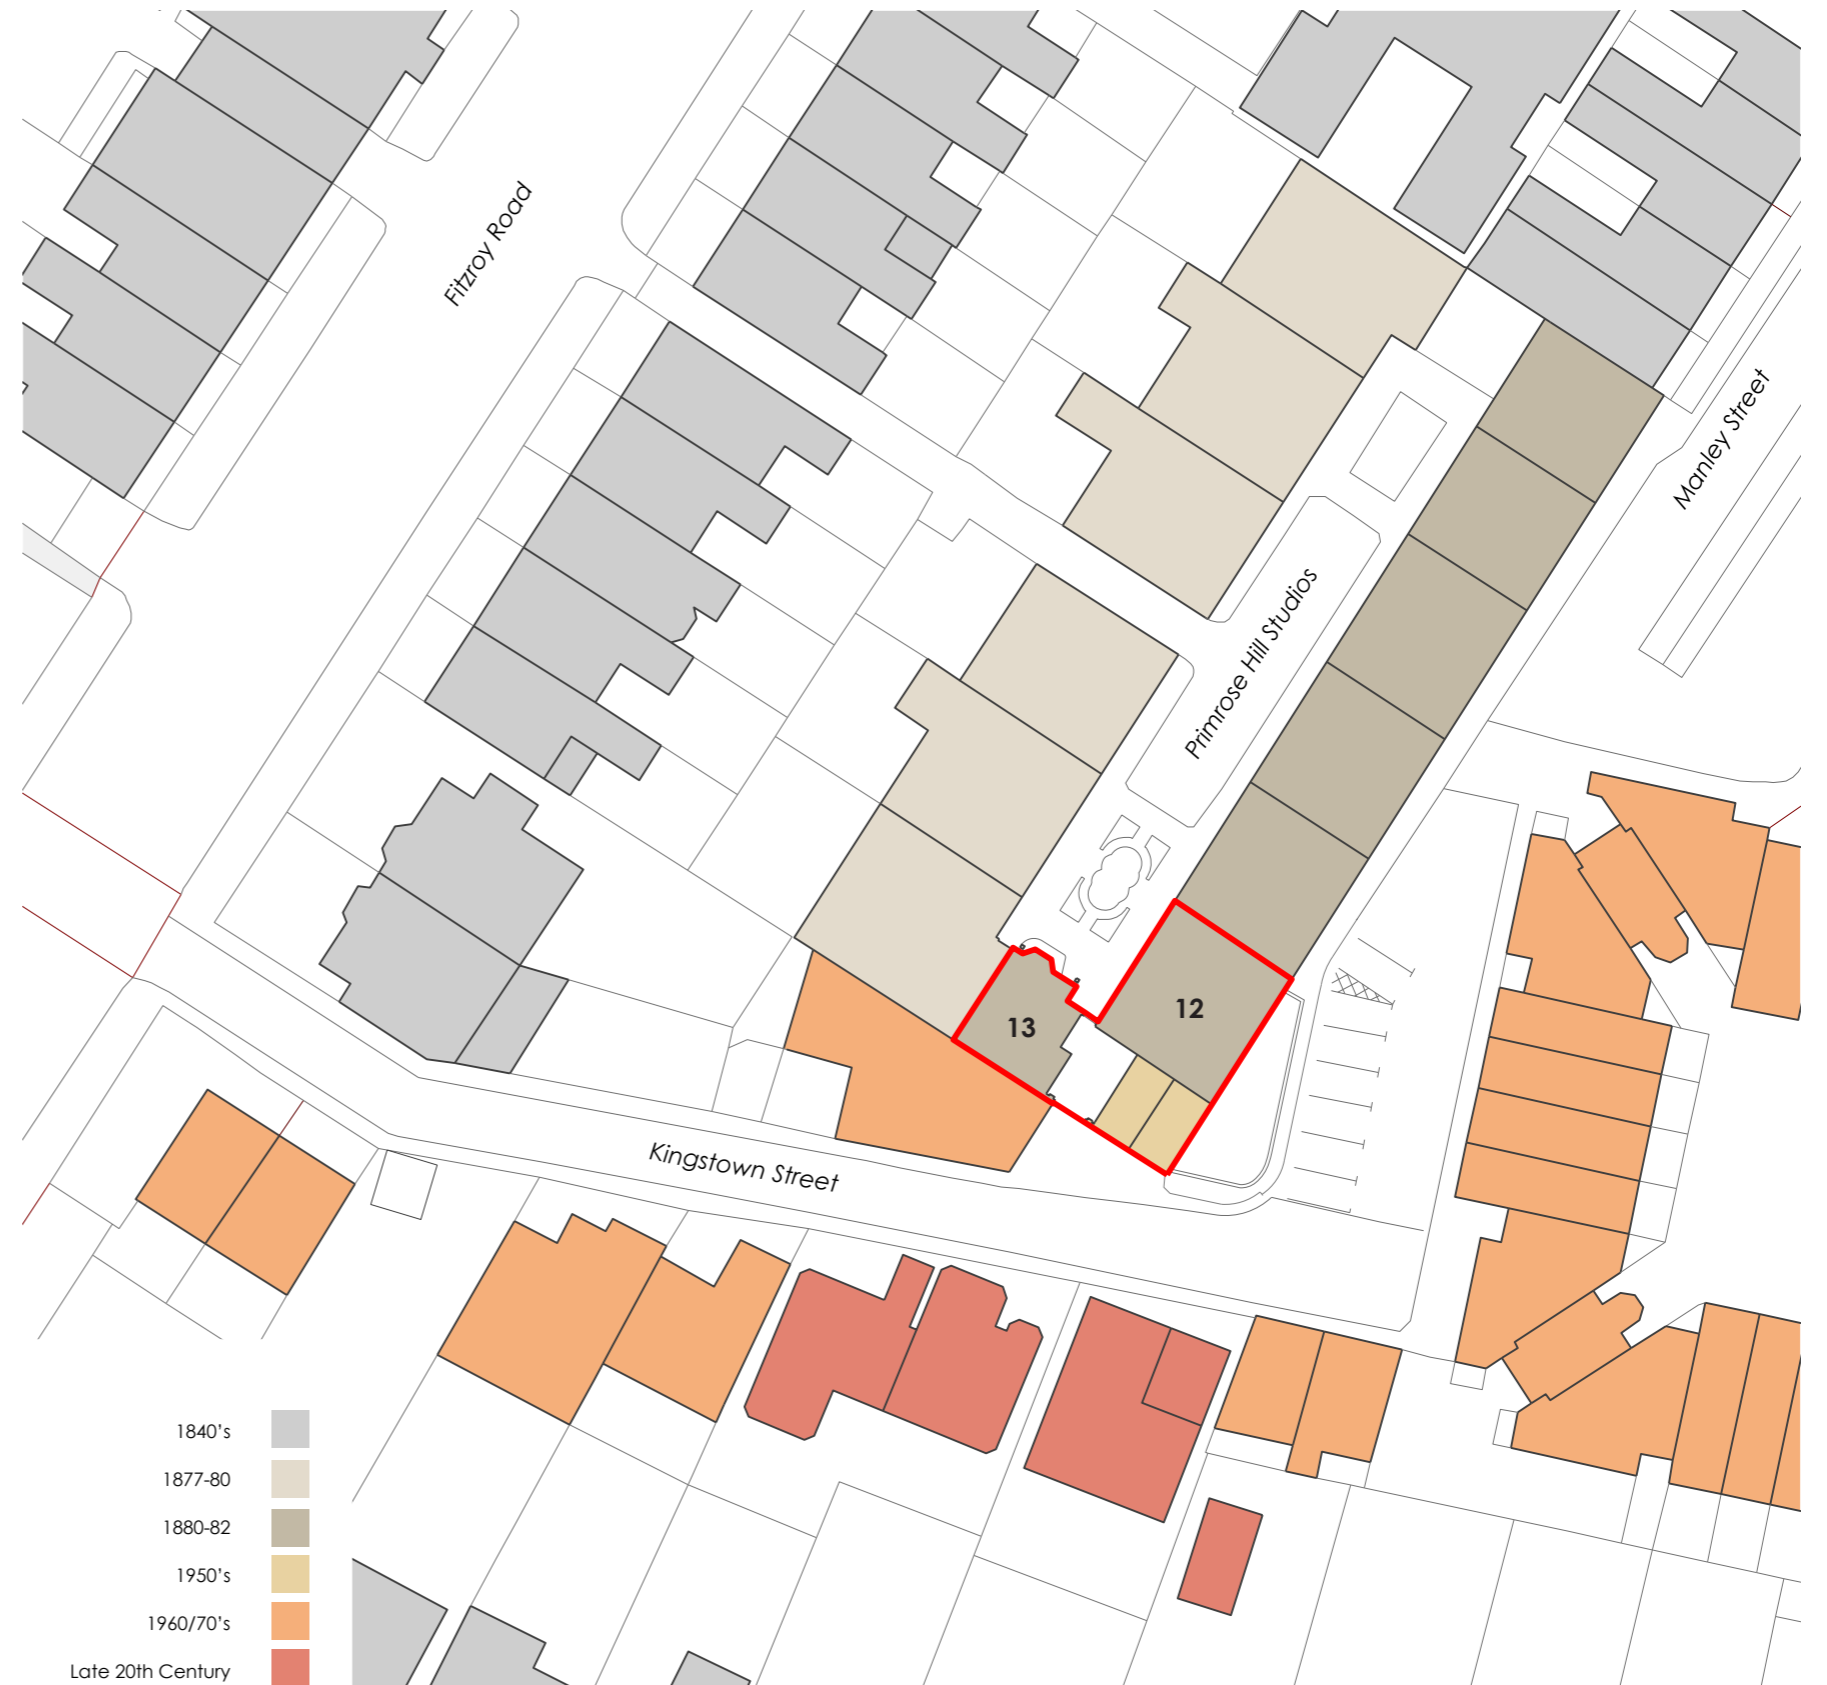 Fitzroy Road
Manley Street
Primrose Hill Studios
12
13
Kingstown Street
1840's
1877-80
1880-82
1950's
1960/70's
Late 20th Century